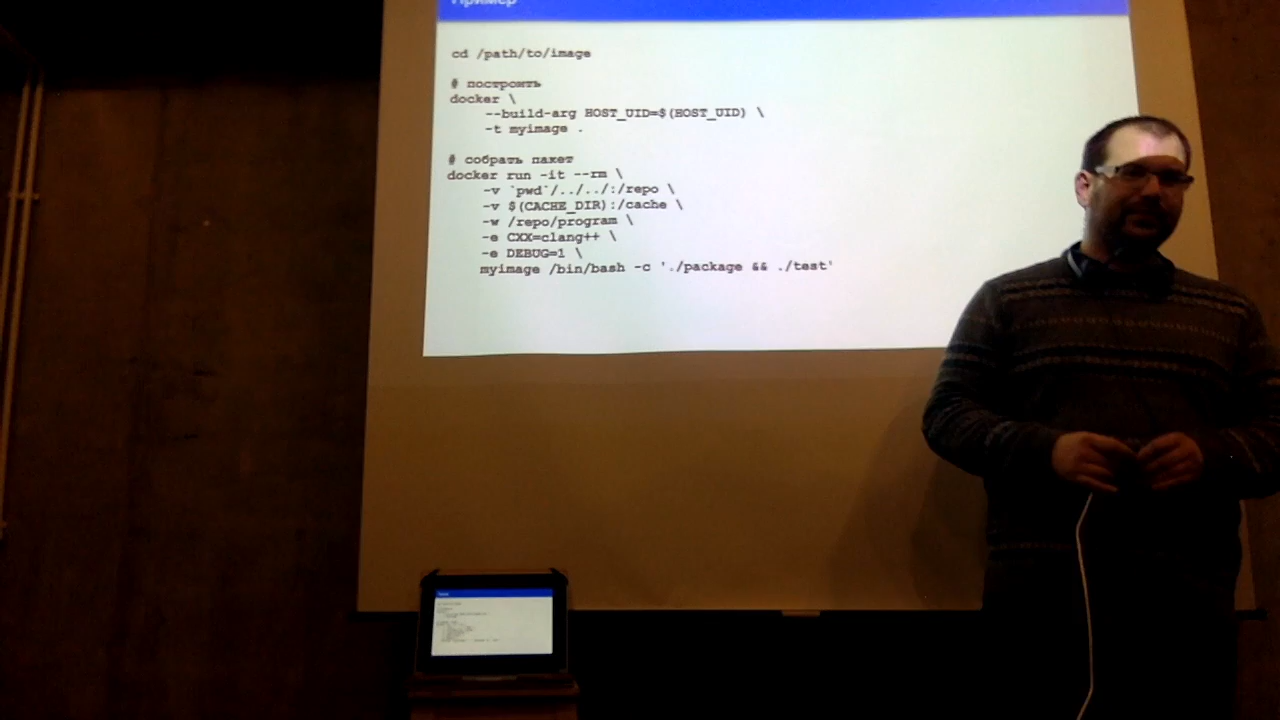 Пример
cd /path/to/image
# построить
docker \
--build-arg HOST_UID=$(HOST_UID) \
-t myimage .
# собрать пакет
docker run -it --rm \
-v `pwd`/../../:/repo \
-v $(CACHE_DIR):/cache \
-w /repo/program \
-e CXX=clang++ \
-e DEBUG=1 \
myimage /bin/bash -c './package && ./test'